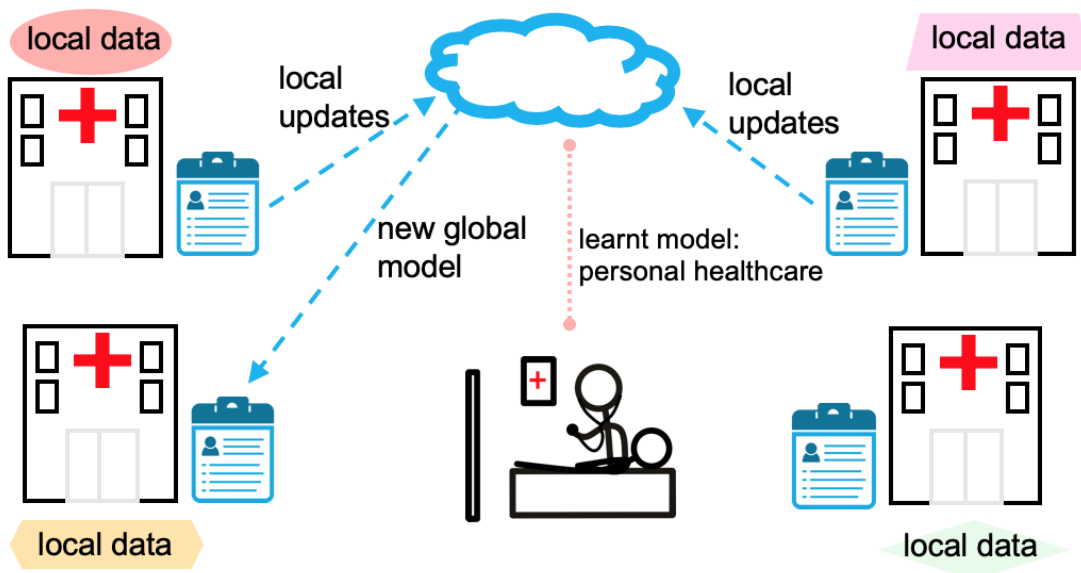 local data
local data
local
updates
local
updates
new global
model
learnt model:
personal healthcare
local data
local data